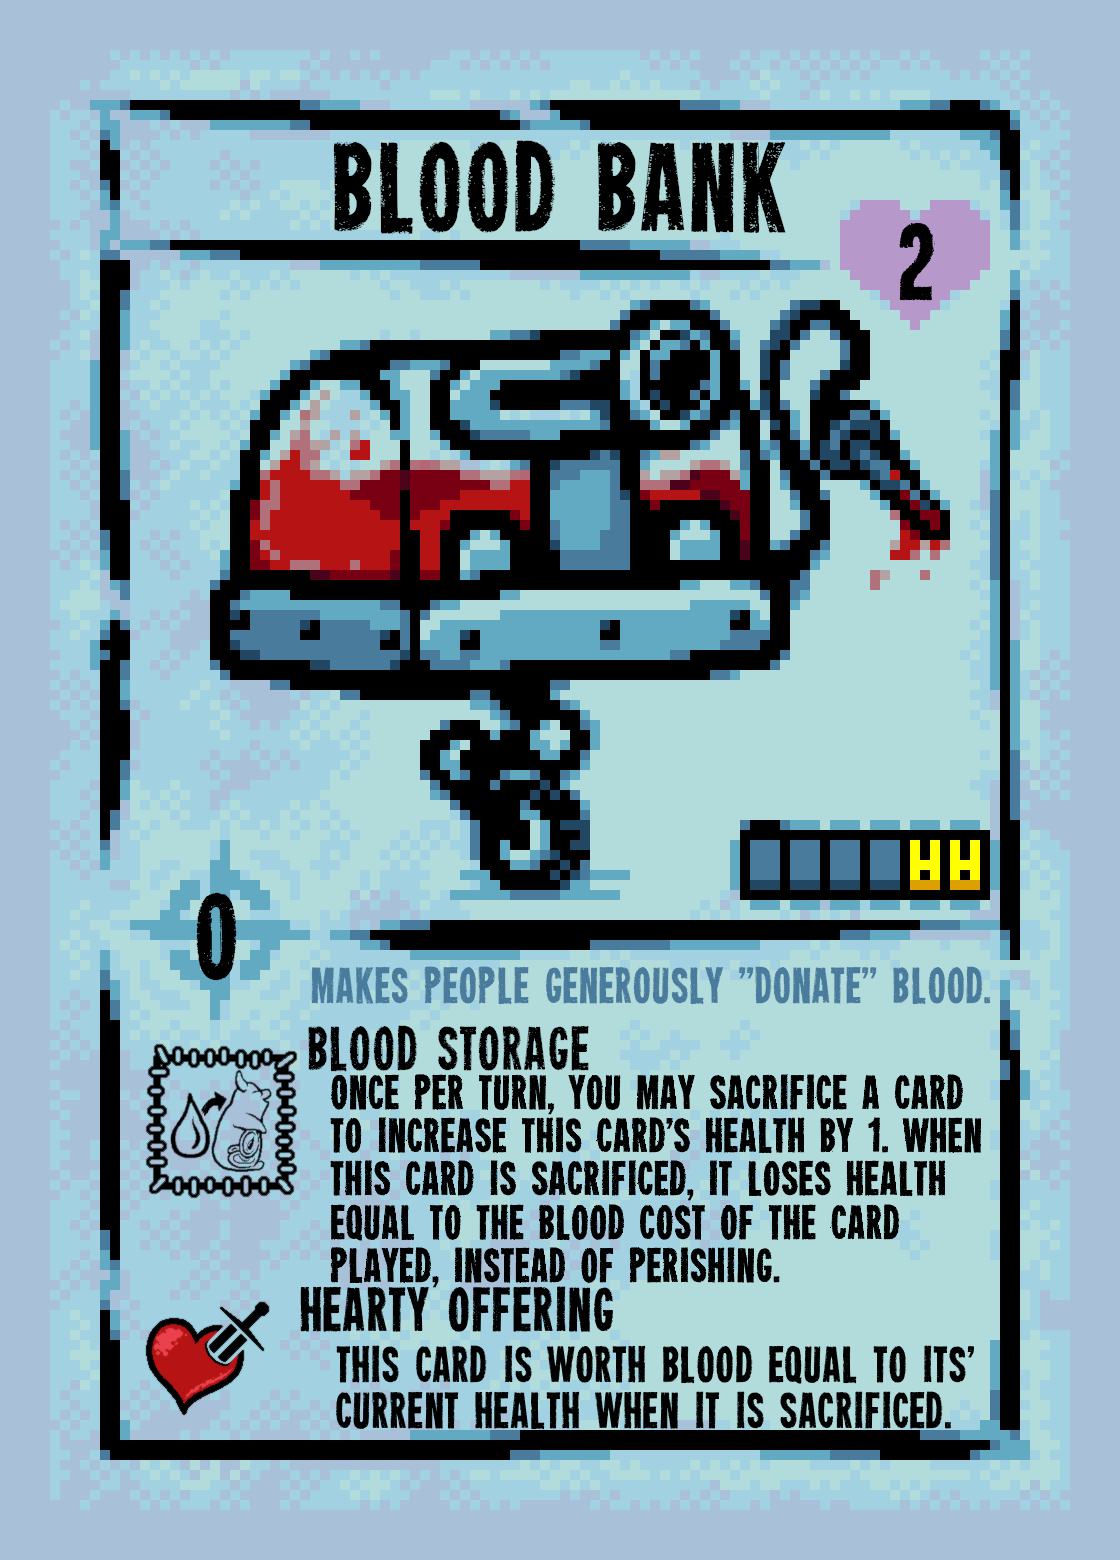 BLOOD BANK
2
0
MAKES PEOPLE GENEROUSLY "DONATE" BLOOD.
BLOOD STORAGE
ONCE PER TURN, YOU MAY SACRIFICE A CARD
TO INCREASE THIS CARD'S HEALTH BY 1. WHEN
THIS CARD IS SACRIFICED, IT LOSES HEALTH
EQUAL TO THE BLOOD COST OF THE CARD
PLAYED, INSTEAD OF PERISHING.
HEARTY OFFERING
THIS CARD IS WORTH BLOOD EQUAL TO ITS'
CURRENT HEALTH WHEN IT IS SACRIFICED.